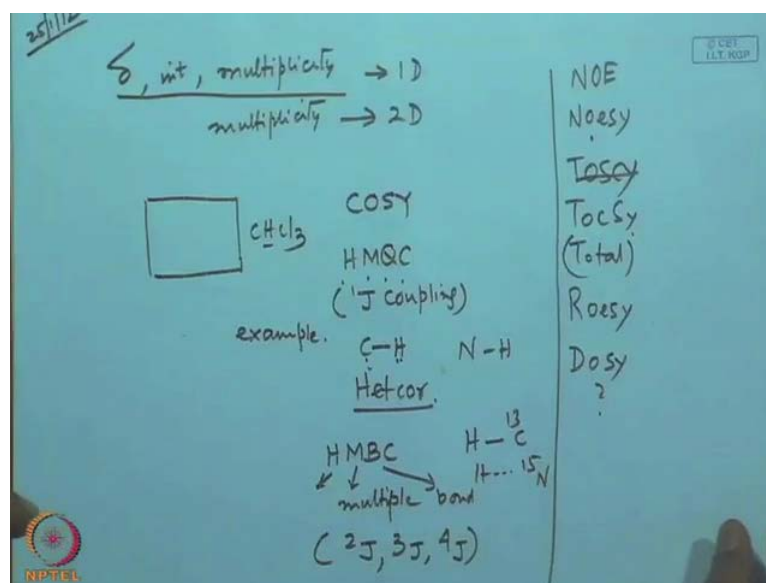 25/1/12
δ, int, multiplicity → 1D
multiplicity → 2D
CHCl3
COSY
HMQC
(¹J coupling)
example.
C-H N-H
Hetcor.
HMBC
H-¹³C
H...¹⁵N
multiple bond
(²J, ³J, ⁴J)
NOE
Noesy
Toscy
Tocsy
(Total)
Roesy
Dosy
?
© CET
I.I.T. KGP
NPTEL